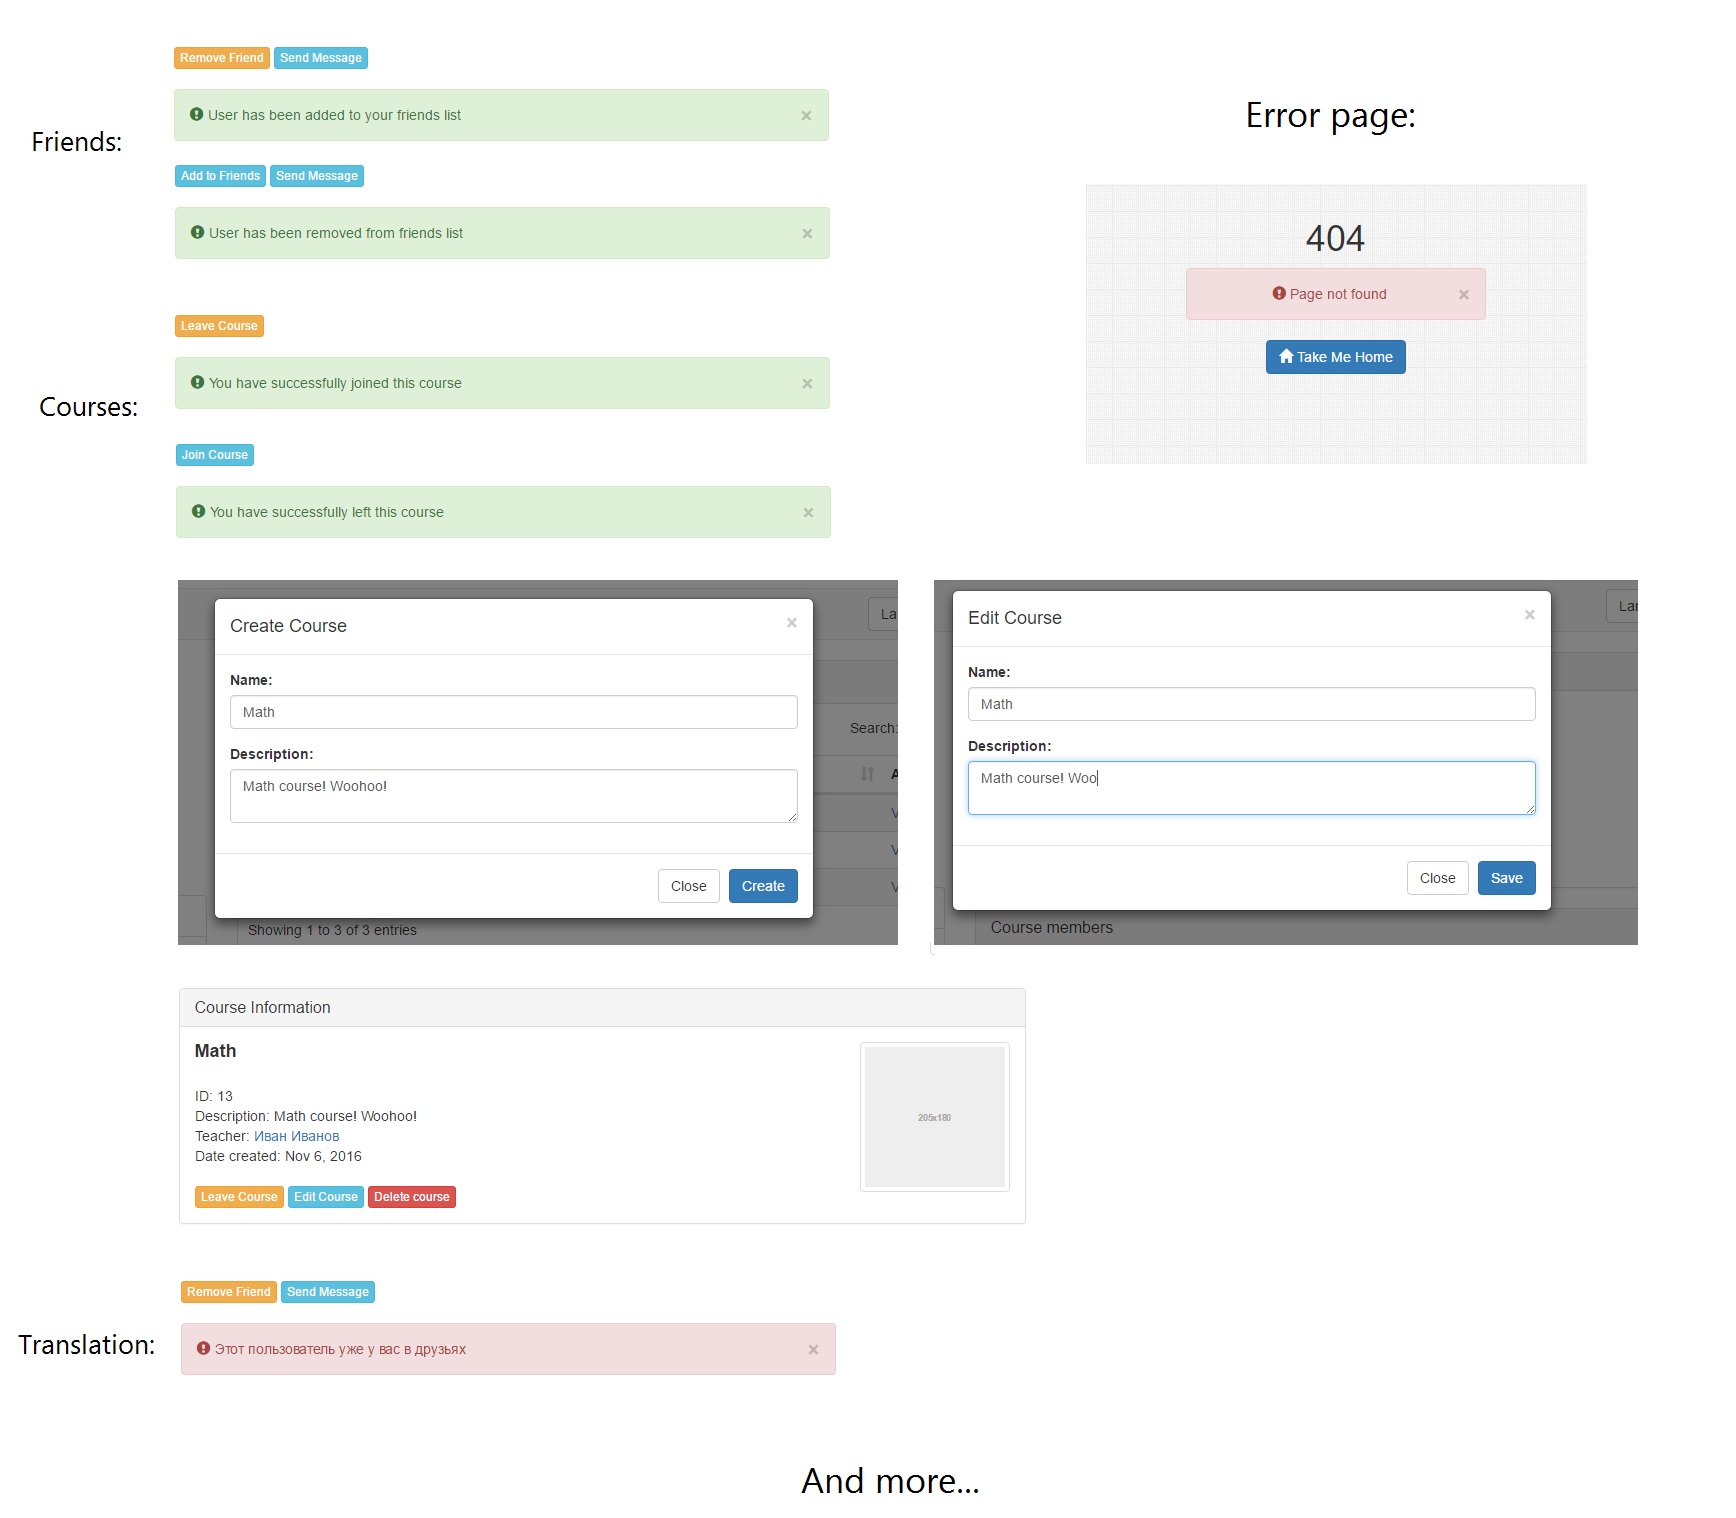 Friends:
Remove Friend Send Message
User has been added to your friends list ×
Add to Friends Send Message
User has been removed from friends list ×
Error page:
404
Page not found ×
Take Me Home
Courses:
Leave Course
You have successfully joined this course ×
Join Course
You have successfully left this course ×
Create Course ×
Name:
Math
Description:
Math course! Woohoo!
Close Create
La
Search:
Showing 1 to 3 of 3 entries
Edit Course ×
Name:
Math
Description:
Math course! Woo
Close Save
Lan
Course members
Course Information
Math
ID: 13
Description: Math course! Woohoo!
Teacher: Иван Иванов
Date created: Nov 6, 2016
205x180
Leave Course Edit Course Delete course
Translation:
Remove Friend Send Message
Этот пользователь уже у вас в друзьях ×
And more...